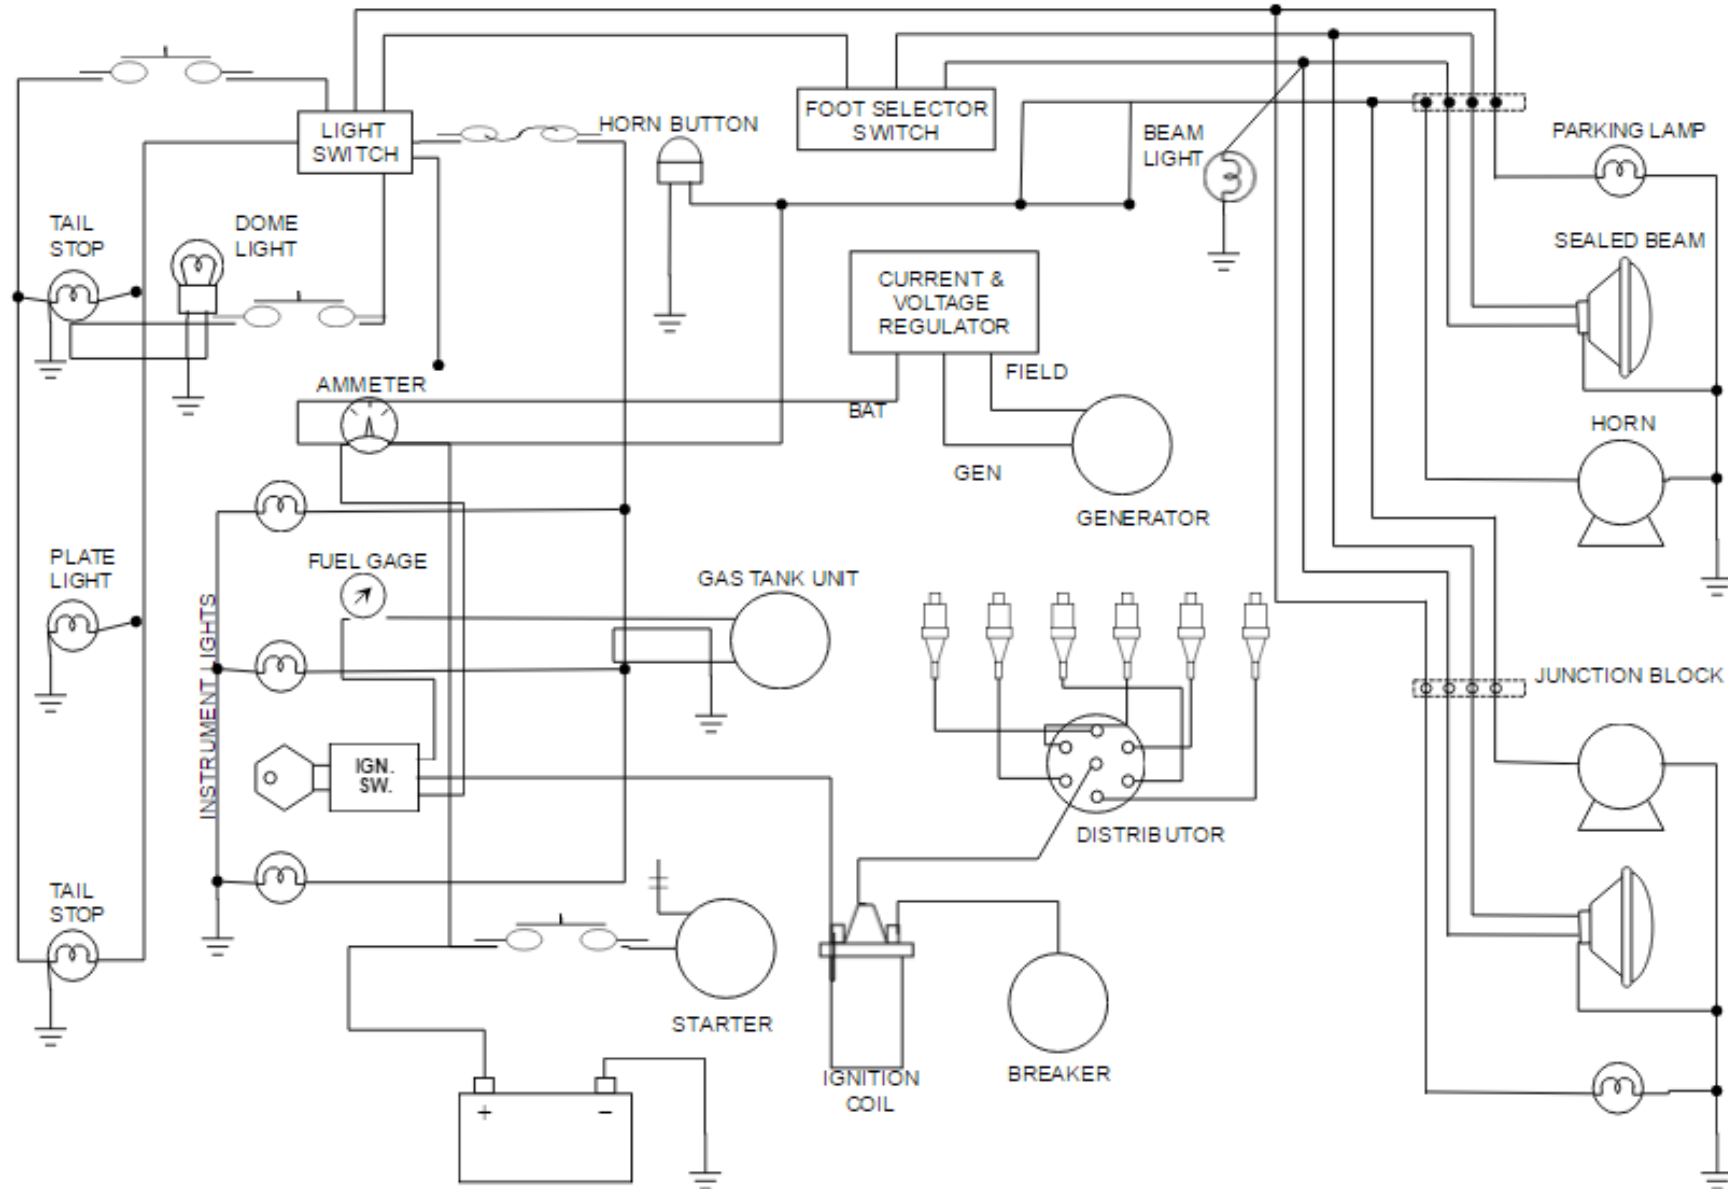 LIGHT
SWITCH
HORN BUTTON
FOOT SELECTOR
SWITCH
BEAM
LIGHT
PARKING LAMP
TAIL
STOP
DOME
LIGHT
SEALED BEAM
CURRENT &
VOLTAGE
REGULATOR
FIELD
AMMETER
BAT
HORN
GEN
GENERATOR
PLATE
LIGHT
FUEL GAGE
GAS TANK UNIT
INSTRUMENT LIGHTS
JUNCTION BLOCK
IGN.
SW.
DISTRIBUTOR
TAIL
STOP
STARTER
IGNITION
COIL
BREAKER
+
−